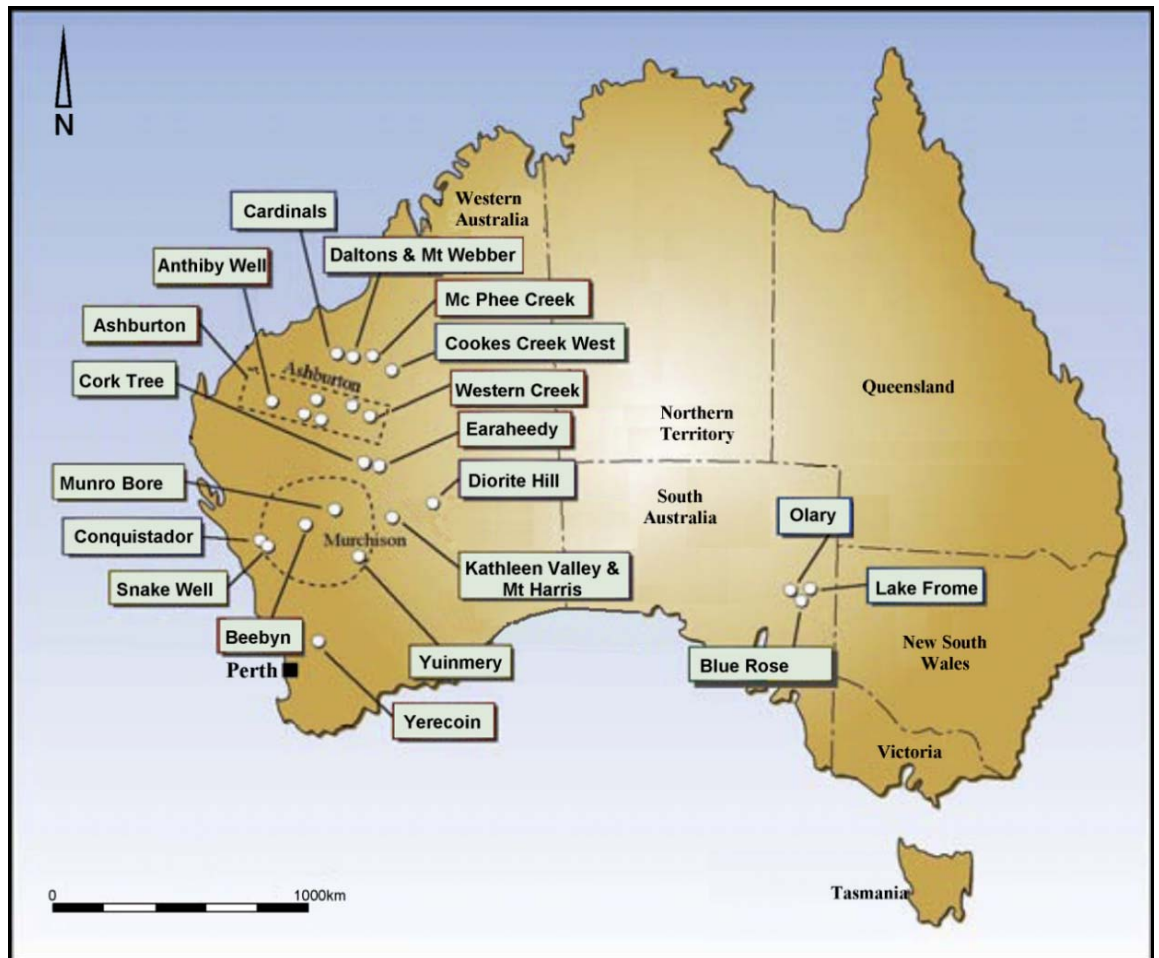 N
Western
Australia
Cardinals
Daltons & Mt Webber
Anthiby Well
Mc Phee Creek
Ashburton
Cookes Creek West
Ashburton
Cork Tree
Western Creek
Queensland
Northern
Territory
Earaheedy
Munro Bore
Diorite Hill
South
Australia
Olary
Conquistador
Murchison
Kathleen Valley &
Mt Harris
Snake Well
Lake Frome
Beebyn
Yuinmery
Blue Rose
New South
Wales
Perth
Yerecoin
Victoria
0
1000km
Tasmania